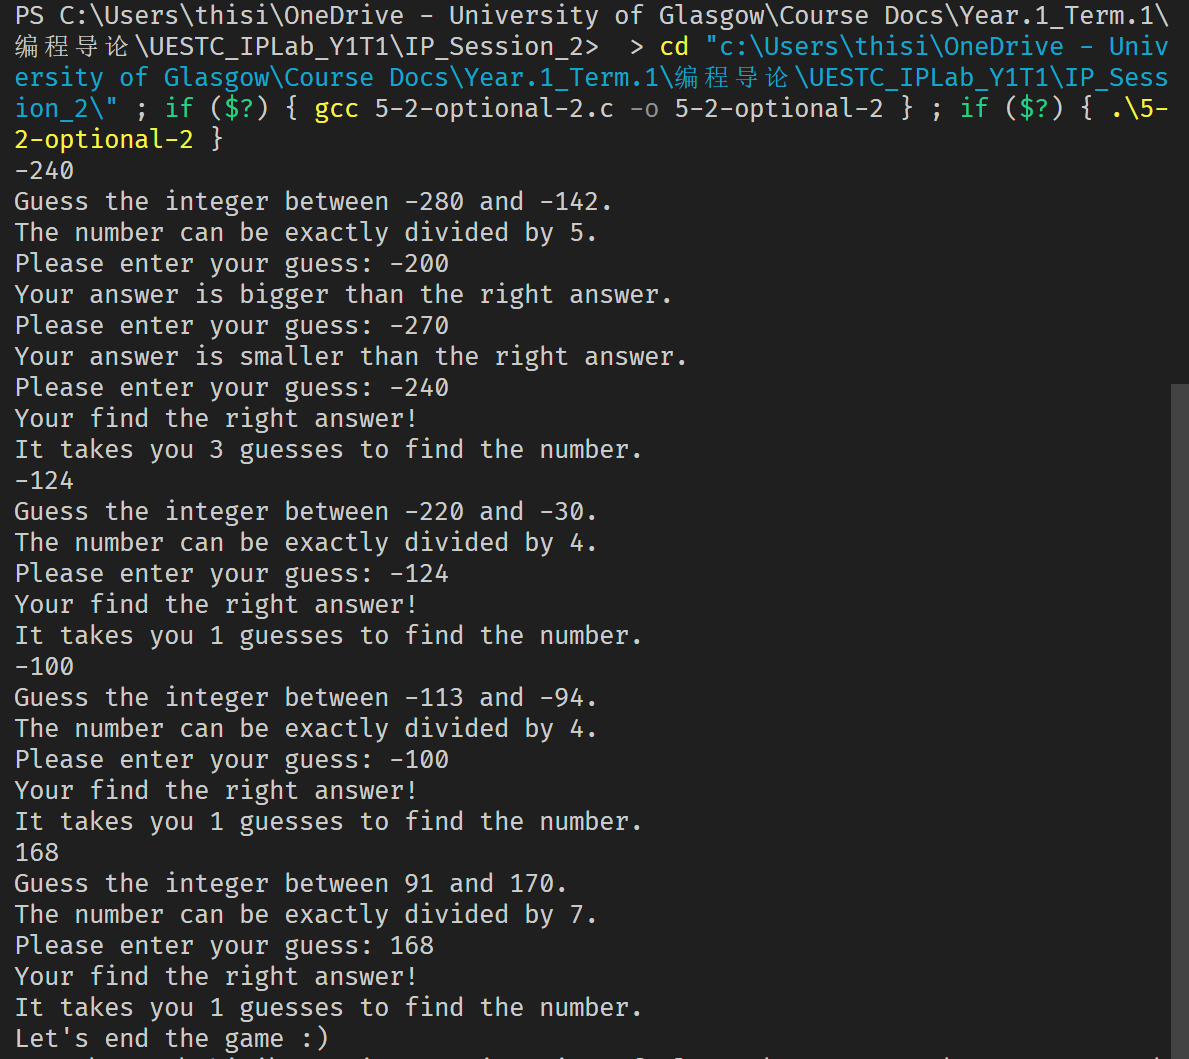 PS C:\Users\thisi\OneDrive - University of Glasgow\Course Docs\Year.1_Term.1\
编程导论\UESTC_IPLab_Y1T1\IP_Session_2>  > cd "c:\Users\thisi\OneDrive - Univ
ersity of Glasgow\Course Docs\Year.1_Term.1\编程导论\UESTC_IPLab_Y1T1\IP_Sess
ion_2\" ; if ($?) { gcc 5-2-optional-2.c -o 5-2-optional-2 } ; if ($?) { .\5-
2-optional-2 }
-240
Guess the integer between -280 and -142.
The number can be exactly divided by 5.
Please enter your guess: -200
Your answer is bigger than the right answer.
Please enter your guess: -270
Your answer is smaller than the right answer.
Please enter your guess: -240
Your find the right answer!
It takes you 3 guesses to find the number.
-124
Guess the integer between -220 and -30.
The number can be exactly divided by 4.
Please enter your guess: -124
Your find the right answer!
It takes you 1 guesses to find the number.
-100
Guess the integer between -113 and -94.
The number can be exactly divided by 4.
Please enter your guess: -100
Your find the right answer!
It takes you 1 guesses to find the number.
168
Guess the integer between 91 and 170.
The number can be exactly divided by 7.
Please enter your guess: 168
Your find the right answer!
It takes you 1 guesses to find the number.
Let's end the game :)